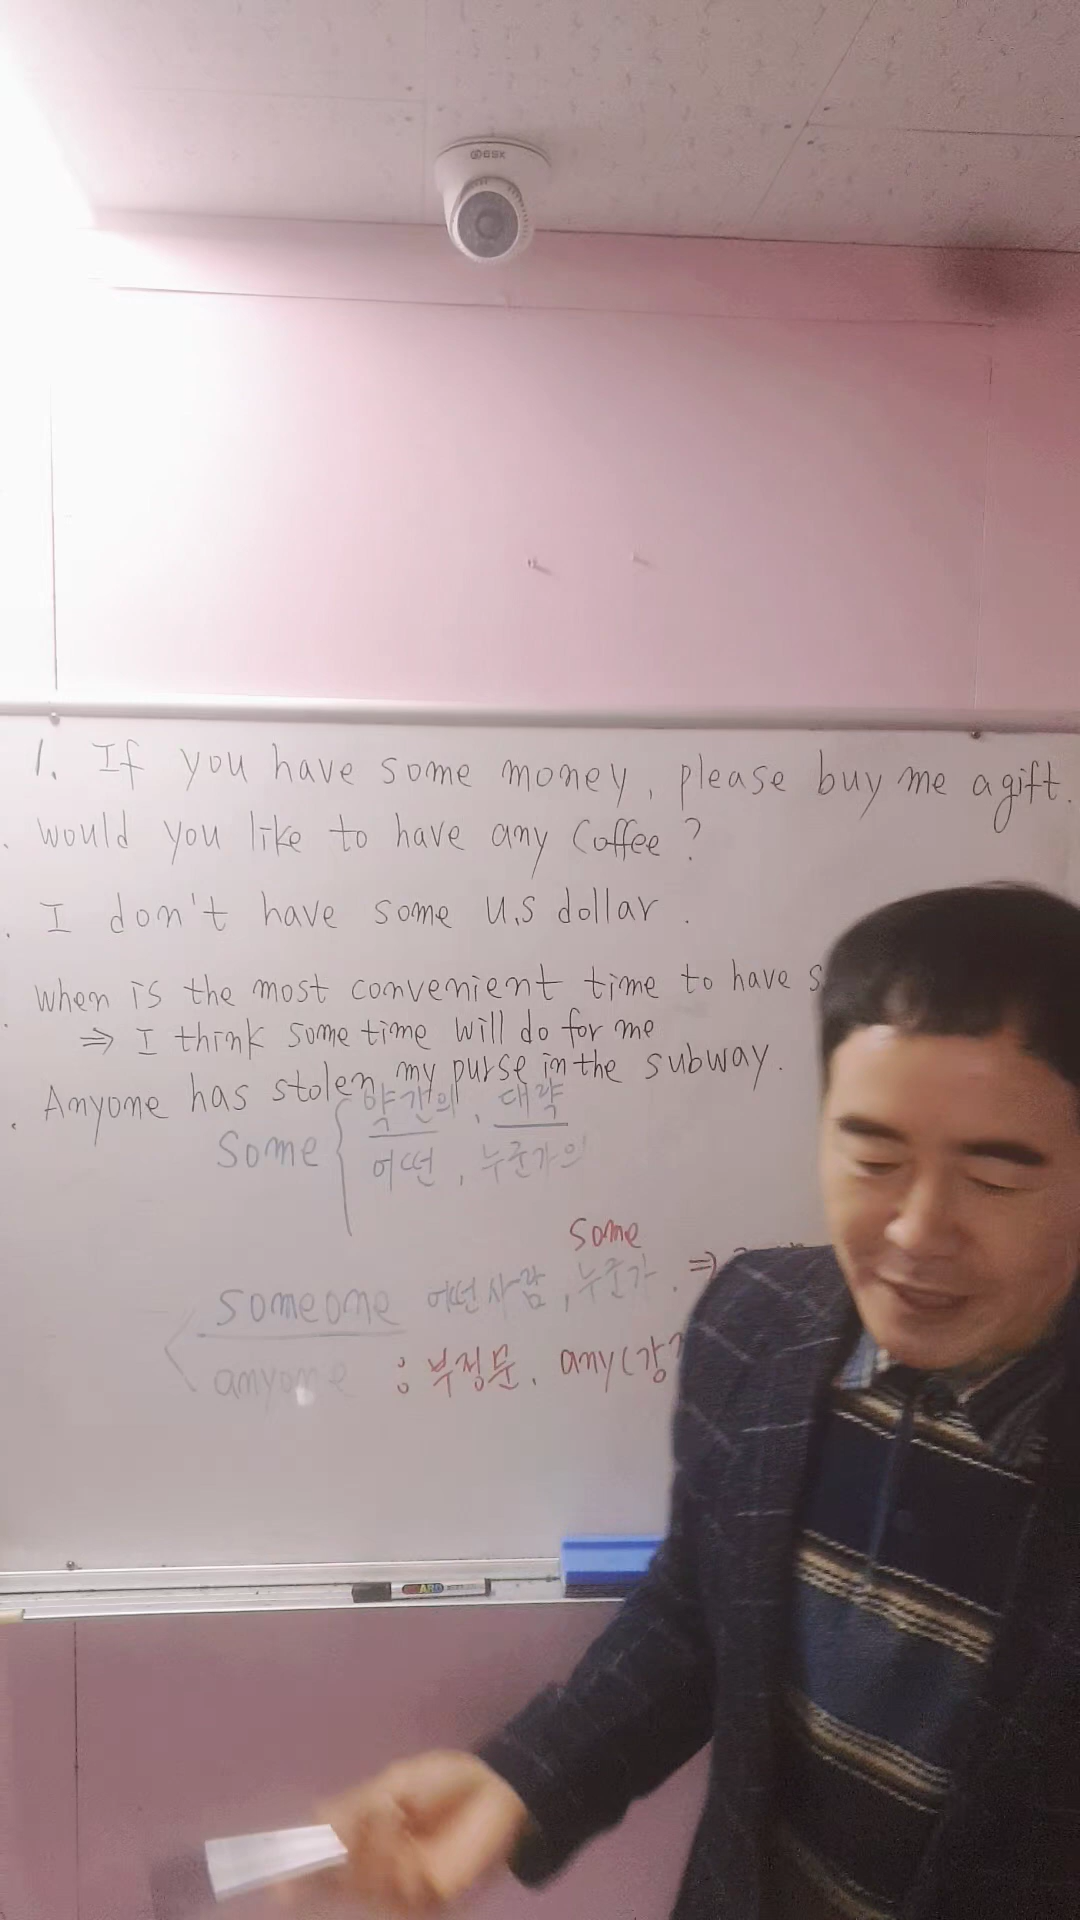 GSK
1. If you have some money, please buy me a gift.
. would you like to have any coffee?
. I don't have some U.S dollar.
. when is the most convenient time to have s
⇒ I think sometime will do for me
. Anyone has stolen my purse in the subway.
some { 약간의, 대략
어떤, 누군가의
some
someone 어떤 사람, 누군가. ⇒
anyone : 부정문, any(강